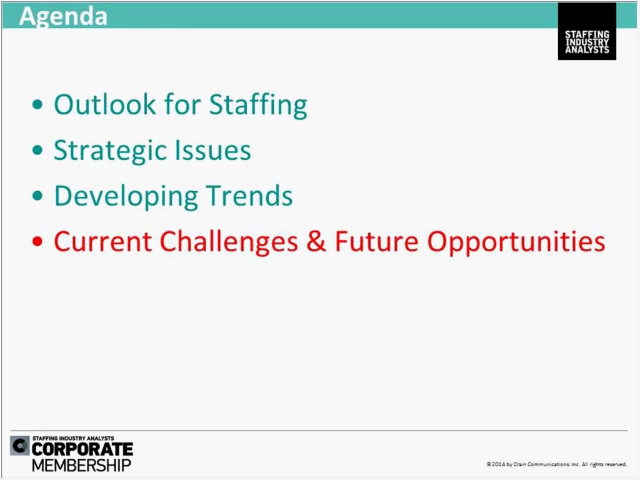 Agenda
STAFFING
INDUSTRY
ANALYSTS
• Outlook for Staffing
• Strategic Issues
• Developing Trends
• Current Challenges & Future Opportunities
STAFFING INDUSTRY ANALYSTS
C CORPORATE
MEMBERSHIP
©2014 by Crain Communications Inc. All rights reserved.